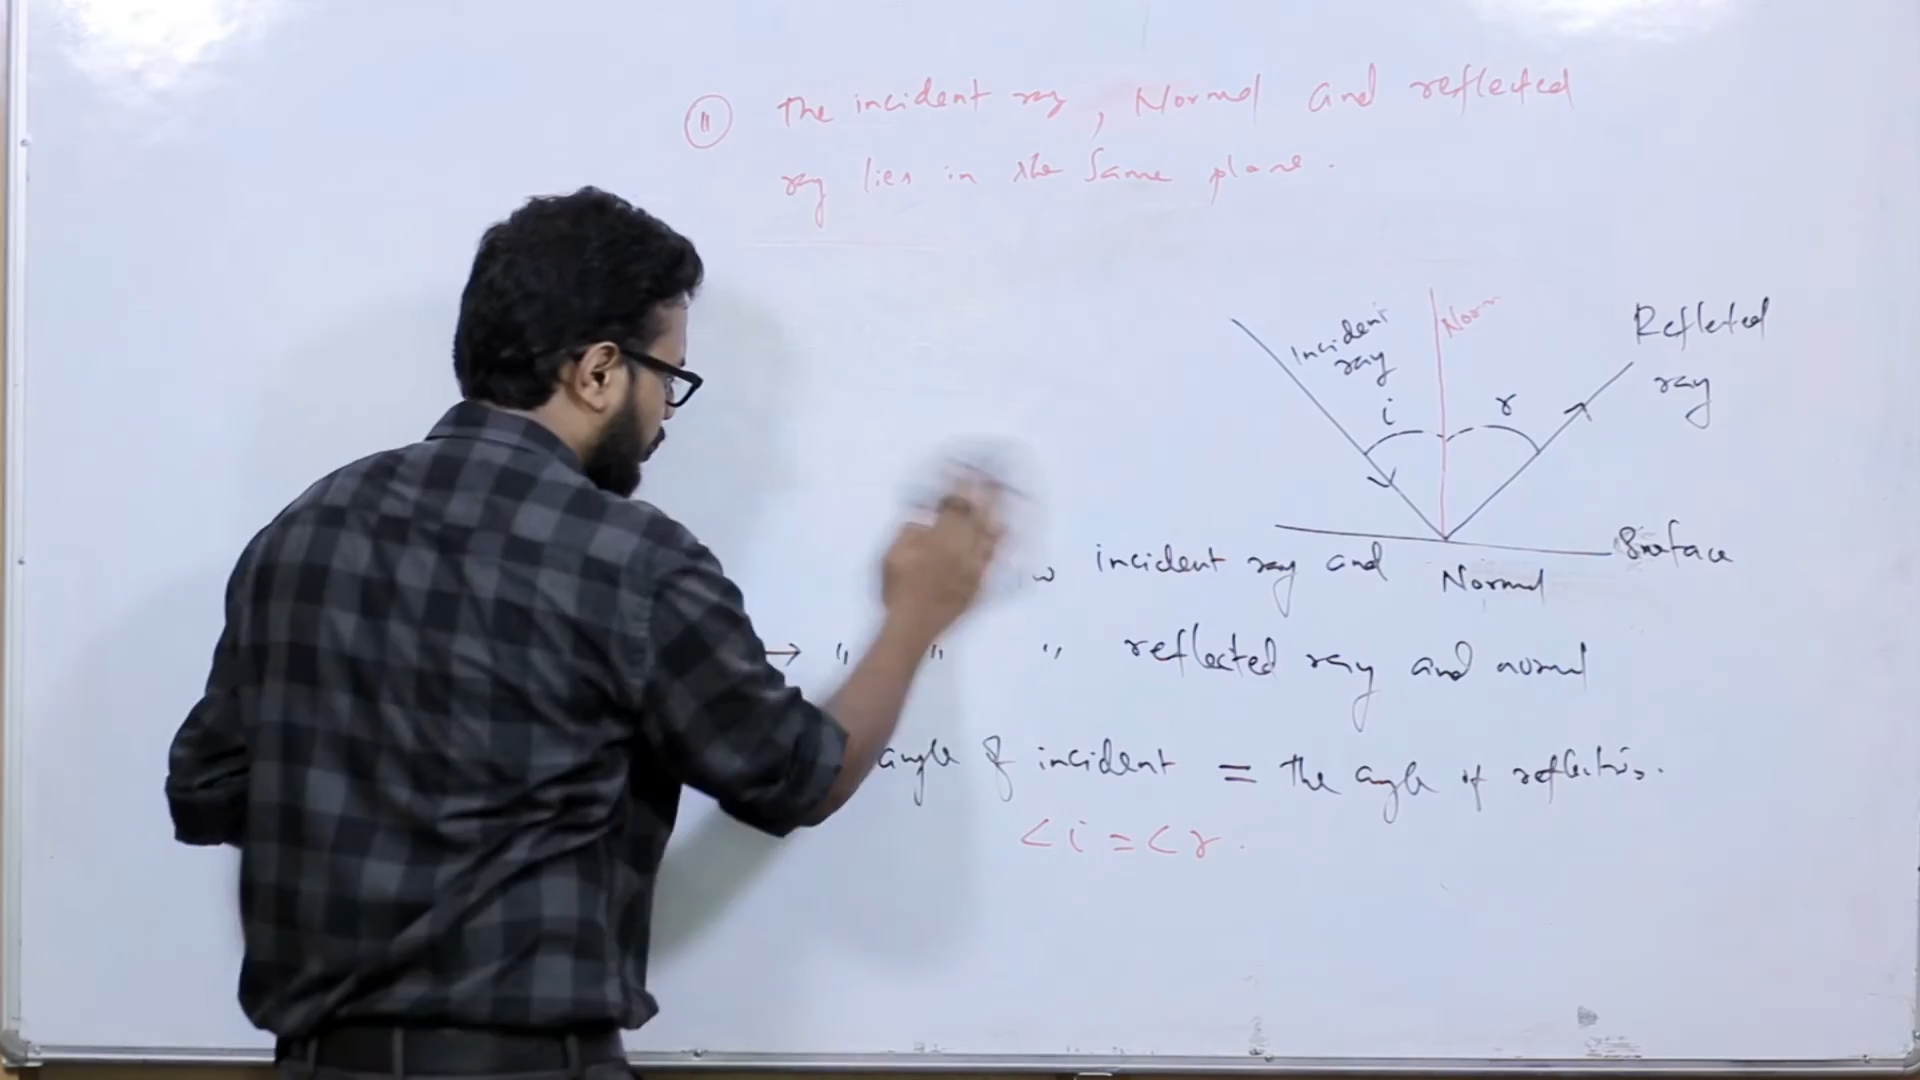 (11) The incident ray, Normal and reflected
ray lies in the same plane.
Incident
ray
Norm
Reflected
ray
i
r
Surface
incident ray and Normal
→ " " " reflected ray and normal
angle of incident = the angle of reflection.
<i = <r.